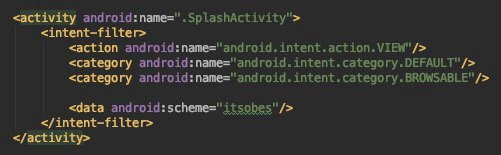 <activity android:name=".SplashActivity">
<intent-filter>
<action android:name="android.intent.action.VIEW"/>
<category android:name="android.intent.category.DEFAULT"/>
<category android:name="android.intent.category.BROWSABLE"/>
<data android:scheme="itsobes"/>
</intent-filter>
</activity>